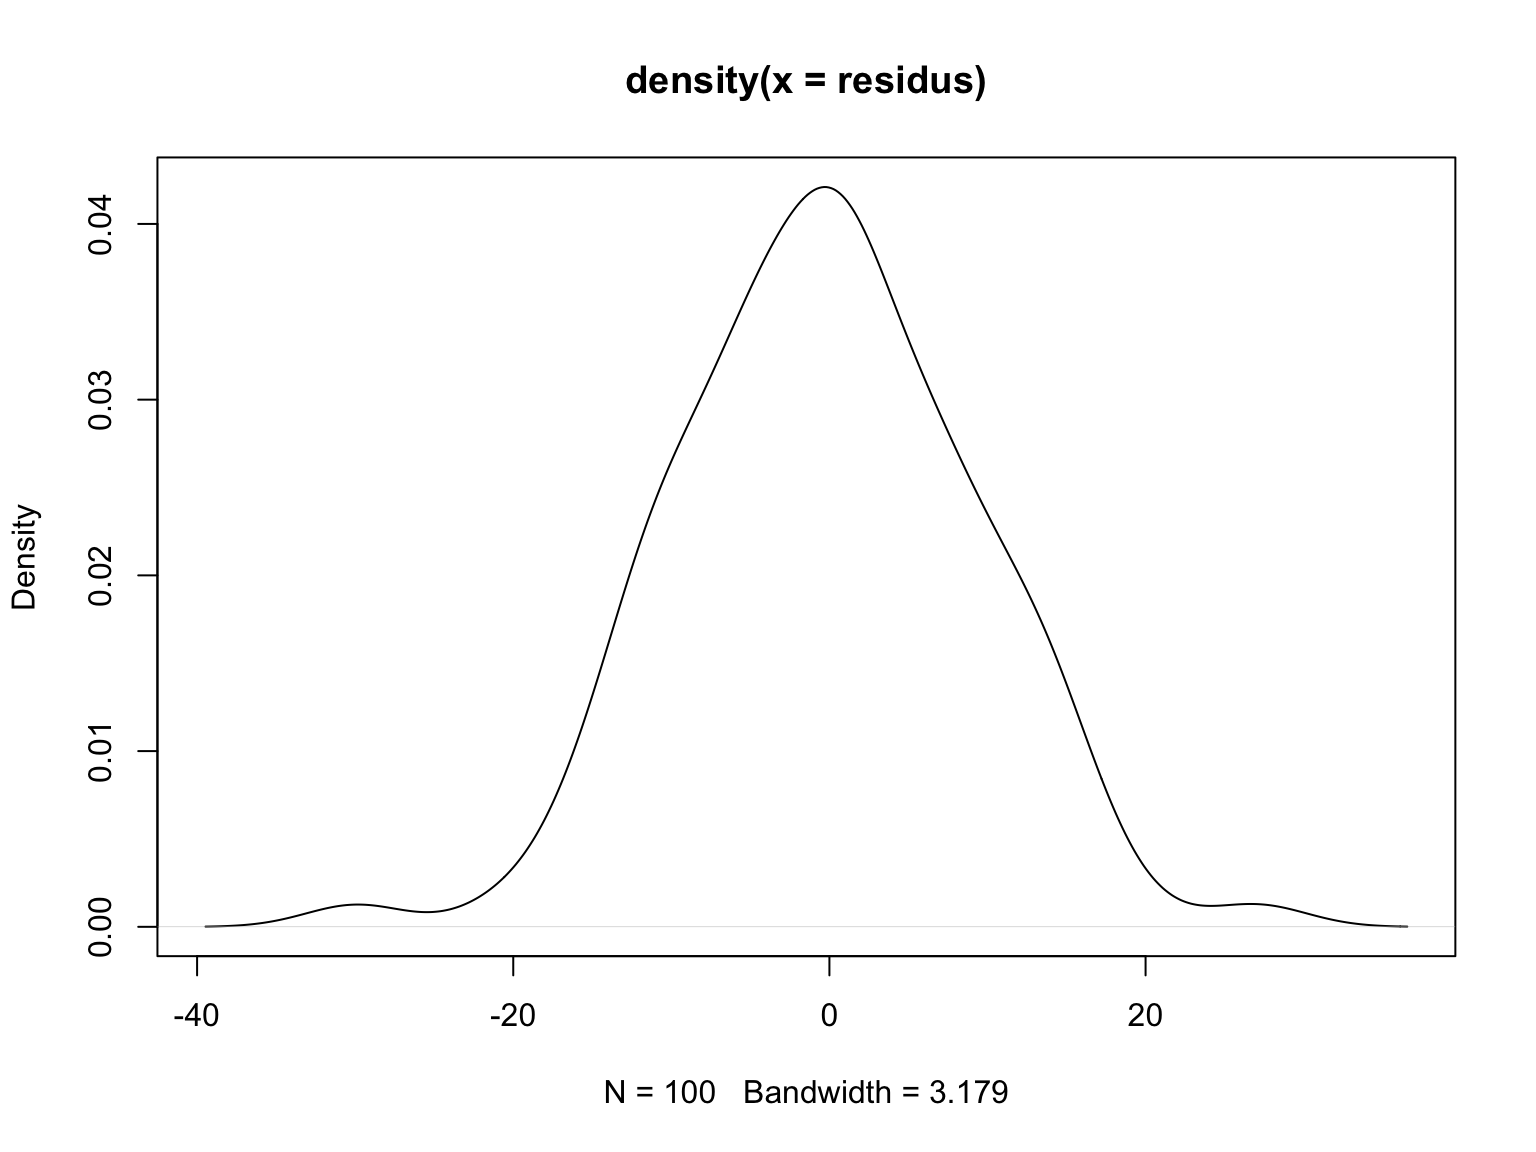 density(x = residus)
Density
0.04
0.03
0.02
0.01
0.00
-40 -20 0 20
N = 100 Bandwidth = 3.179